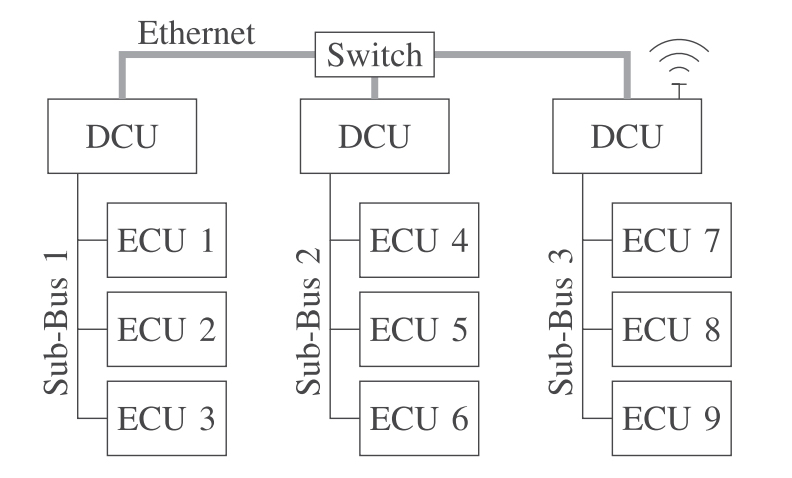 Ethernet
Switch
DCU
DCU
DCU
Sub-Bus 1
ECU 1
ECU 2
ECU 3
Sub-Bus 2
ECU 4
ECU 5
ECU 6
Sub-Bus 3
ECU 7
ECU 8
ECU 9